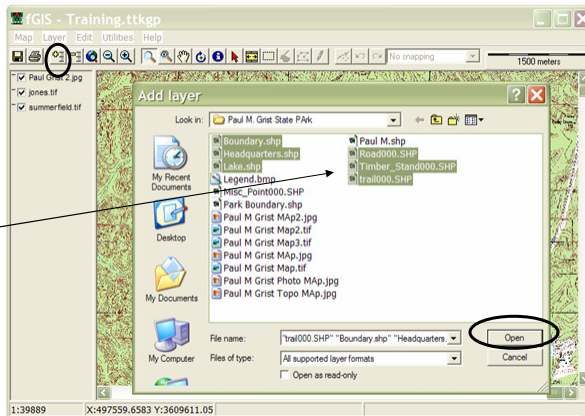 fGIS - Training.ttkgp
Map Layer Edit Utilities Help
No snapping
1500 meters
Paul Grist 2.jpg
jones.tif
summerfield.tif
Add layer
Look in: Paul M. Grist State PArk
My Recent Documents
Desktop
My Documents
My Computer
Boundary.shp
Headquarters.shp
Lake.shp
Legend.bmp
Misc_Point000.SHP
Park Boundary.shp
Paul M Grist MAp2.jpg
Paul M Grist Map2.tif
Paul M Grist Map3.tif
Paul M Grist MAp.jpg
Paul M Grist Map.tif
Paul M Grist Photo MAp.jpg
Paul M Grist Topo MAp.jpg
Paul M.shp
Road000.SHP
Timber_Stand000.SHP
trail000.SHP
File name: "trail000.SHP" "Boundary.shp" "Headquarters.
Open
Files of type: All supported layer formats
Cancel
Open as read-only
1:39889 X:497559.6583 Y:3609611.05